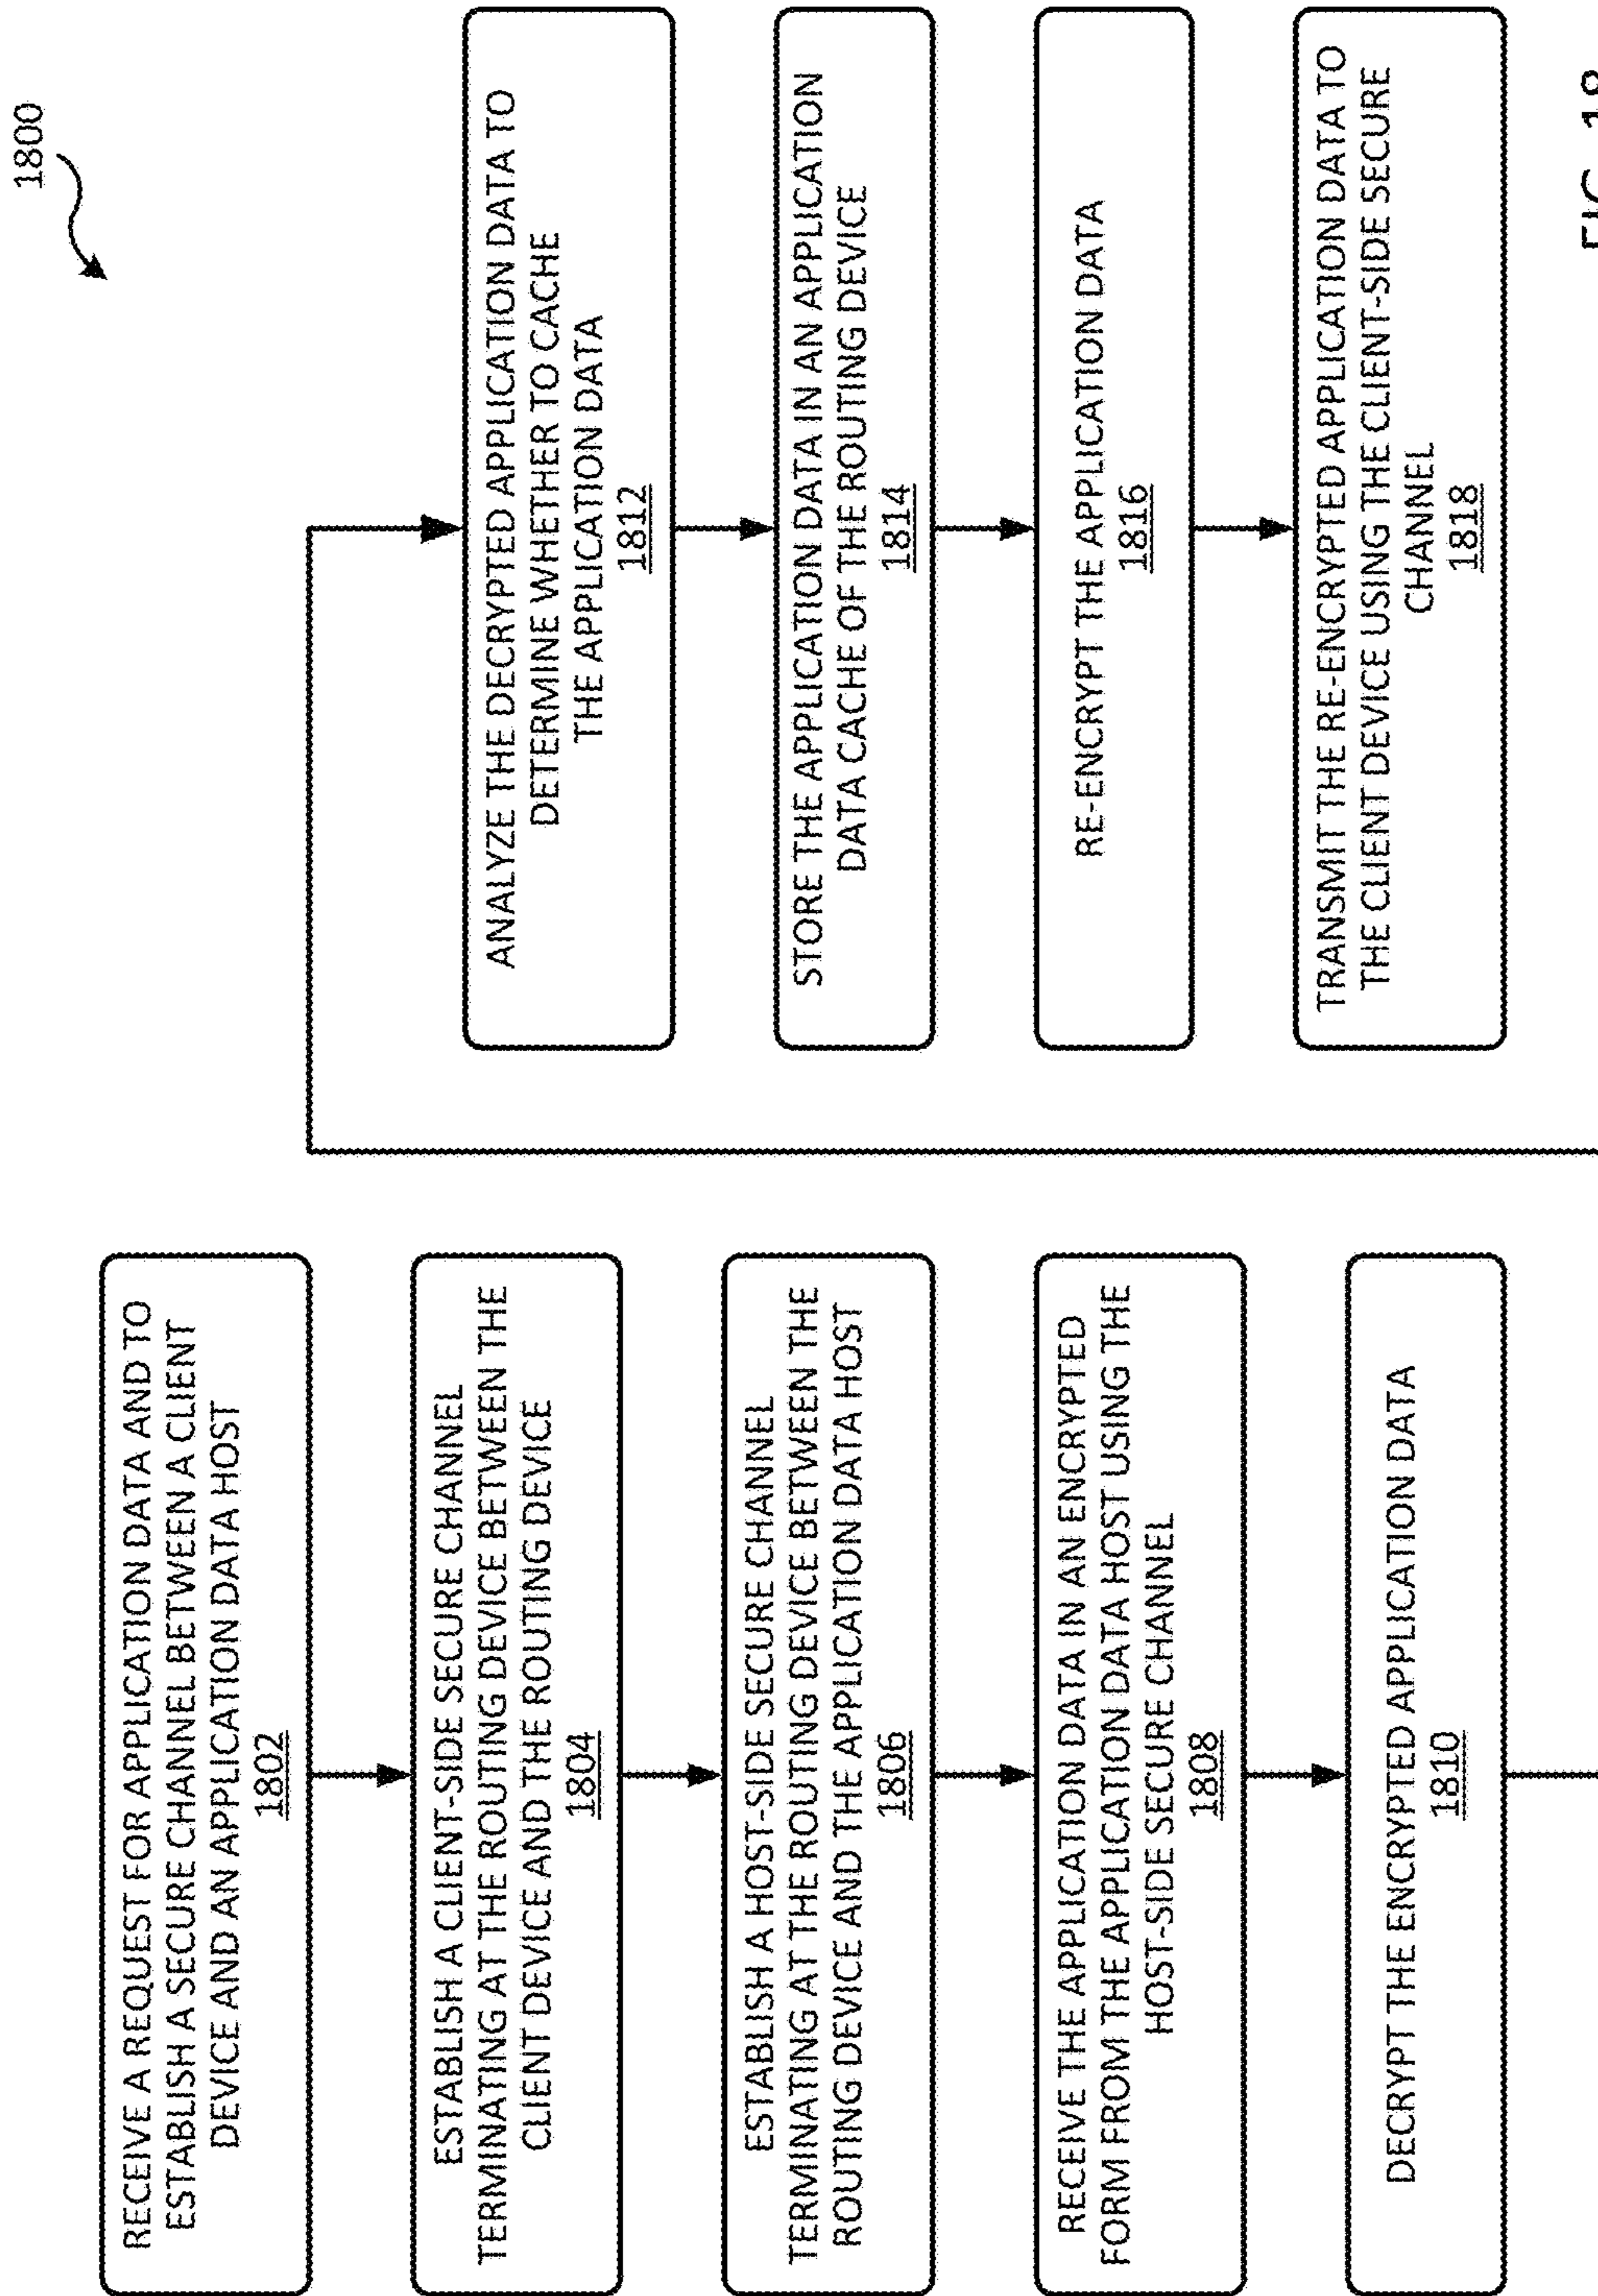 1800
RECEIVE A REQUEST FOR APPLICATION DATA AND TO
ESTABLISH A SECURE CHANNEL BETWEEN A CLIENT
DEVICE AND AN APPLICATION DATA HOST
1802
ESTABLISH A CLIENT-SIDE SECURE CHANNEL
TERMINATING AT THE ROUTING DEVICE BETWEEN THE
CLIENT DEVICE AND THE ROUTING DEVICE
1804
ESTABLISH A HOST-SIDE SECURE CHANNEL
TERMINATING AT THE ROUTING DEVICE BETWEEN THE
ROUTING DEVICE AND THE APPLICATION DATA HOST
1806
RECEIVE THE APPLICATION DATA IN AN ENCRYPTED
FORM FROM THE APPLICATION DATA HOST USING THE
HOST-SIDE SECURE CHANNEL
1808
DECRYPT THE ENCRYPTED APPLICATION DATA
1810
ANALYZE THE DECRYPTED APPLICATION DATA TO
DETERMINE WHETHER TO CACHE
THE APPLICATION DATA
1812
STORE THE APPLICATION DATA IN AN APPLICATION
DATA CACHE OF THE ROUTING DEVICE
1814
RE-ENCRYPT THE APPLICATION DATA
1816
TRANSMIT THE RE-ENCRYPTED APPLICATION DATA TO
THE CLIENT DEVICE USING THE CLIENT-SIDE SECURE
CHANNEL
1818
FIG. 18